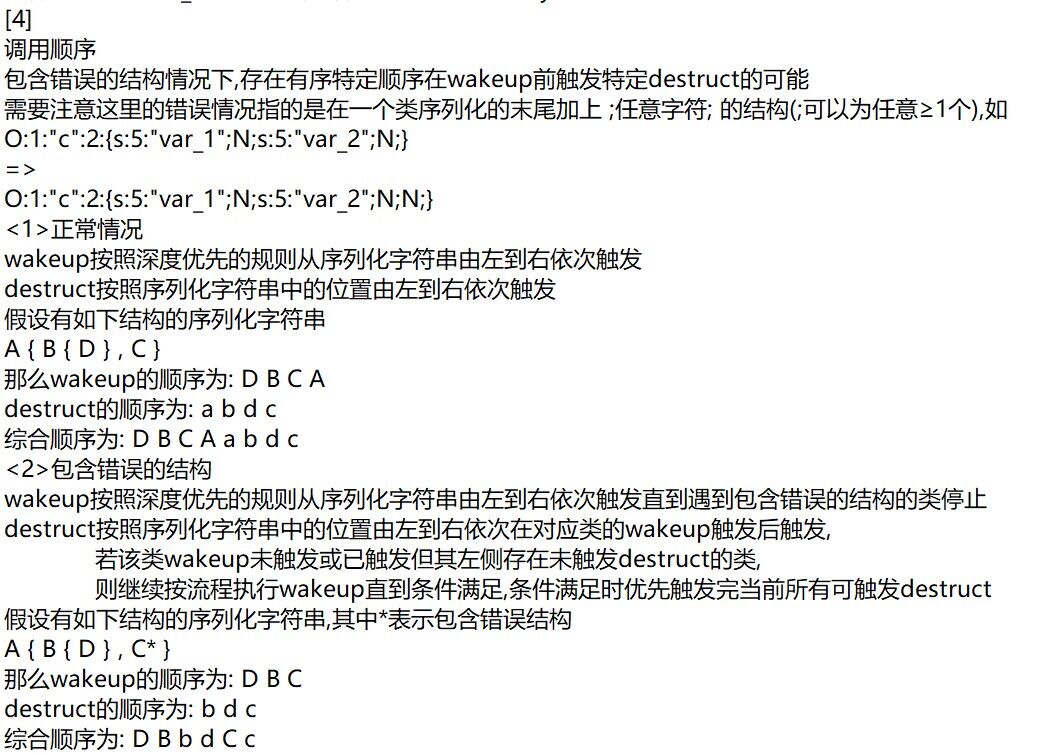 [4]
调用顺序
包含错误的结构情况下,存在有序特定顺序在wakeup前触发特定destruct的可能
需要注意这里的错误情况指的是在一个类序列化的末尾加上 ;任意字符; 的结构(;可以为任意≥1个),如
O:1:"c":2:{s:5:"var_1";N;s:5:"var_2";N;}
=>
O:1:"c":2:{s:5:"var_1";N;s:5:"var_2";N;N;}
<1>正常情况
wakeup按照深度优先的规则从序列化字符串由左到右依次触发
destruct按照序列化字符串中的位置由左到右依次触发
假设有如下结构的序列化字符串
A { B { D } , C }
那么wakeup的顺序为: D B C A
destruct的顺序为: a b d c
综合顺序为: D B C A a b d c
<2>包含错误的结构
wakeup按照深度优先的规则从序列化字符串由左到右依次触发直到遇到包含错误的结构的类停止
destruct按照序列化字符串中的位置由左到右依次在对应类的wakeup触发后触发,
若该类wakeup未触发或已触发但其左侧存在未触发destruct的类,
则继续按流程执行wakeup直到条件满足,条件满足时优先触发完当前所有可触发destruct
假设有如下结构的序列化字符串,其中*表示包含错误结构
A { B { D } , C* }
那么wakeup的顺序为: D B C
destruct的顺序为: b d c
综合顺序为: D B b d C c